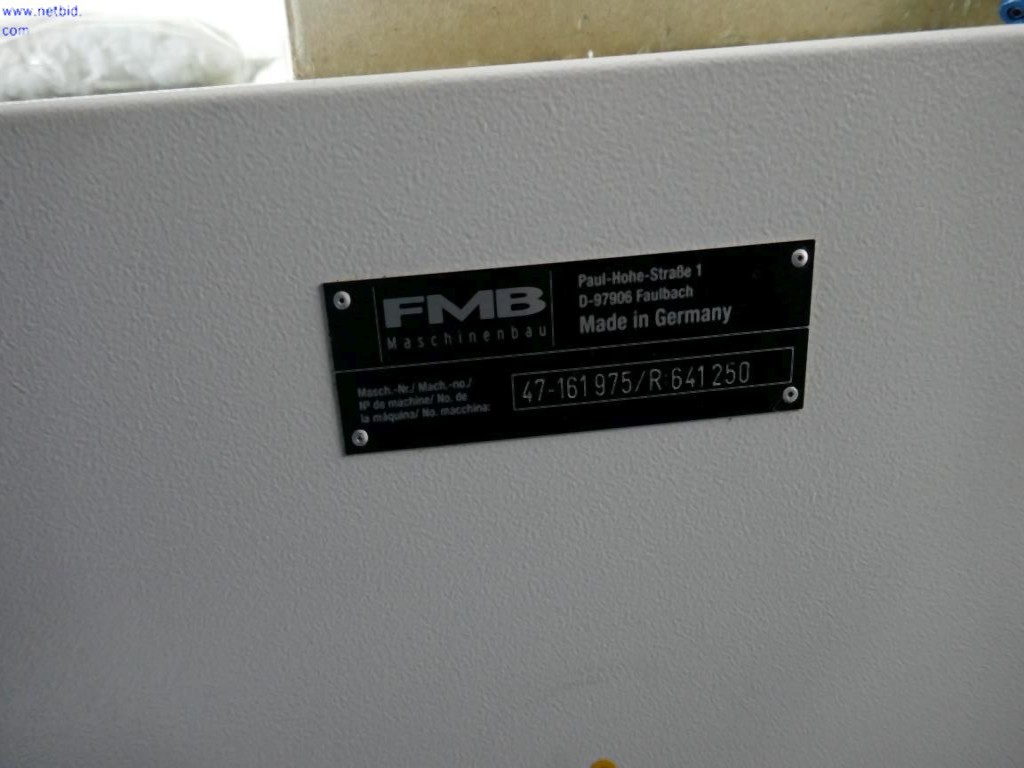 www.netbid.
com
FMB
Maschinenbau
Paul-Hohe-Straße 1
D-97906 Faulbach
Made in Germany
Masch.-Nr./ Mach.-no./
Nº de machine/ No. de
la máquina/ No. macchina:
47-161975/R 641250